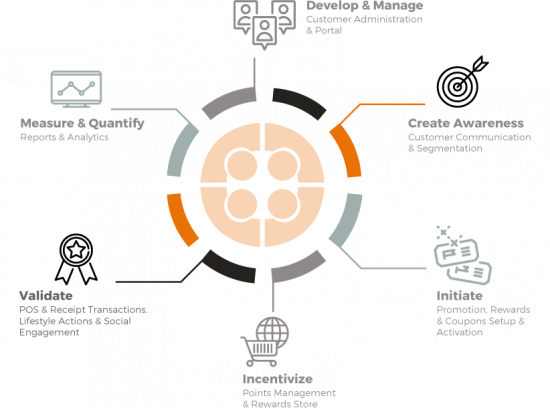 Develop & Manage
Customer Administration
& Portal
Measure & Quantify
Reports & Analytics
Create Awareness
Customer Communication
& Segmentation
Validate
POS & Receipt Transactions.
Lifestyle Actions & Social
Engagement
Initiate
Promotion, Rewards
& Coupons Setup &
Activation
Incentivize
Points Management
& Rewards Store